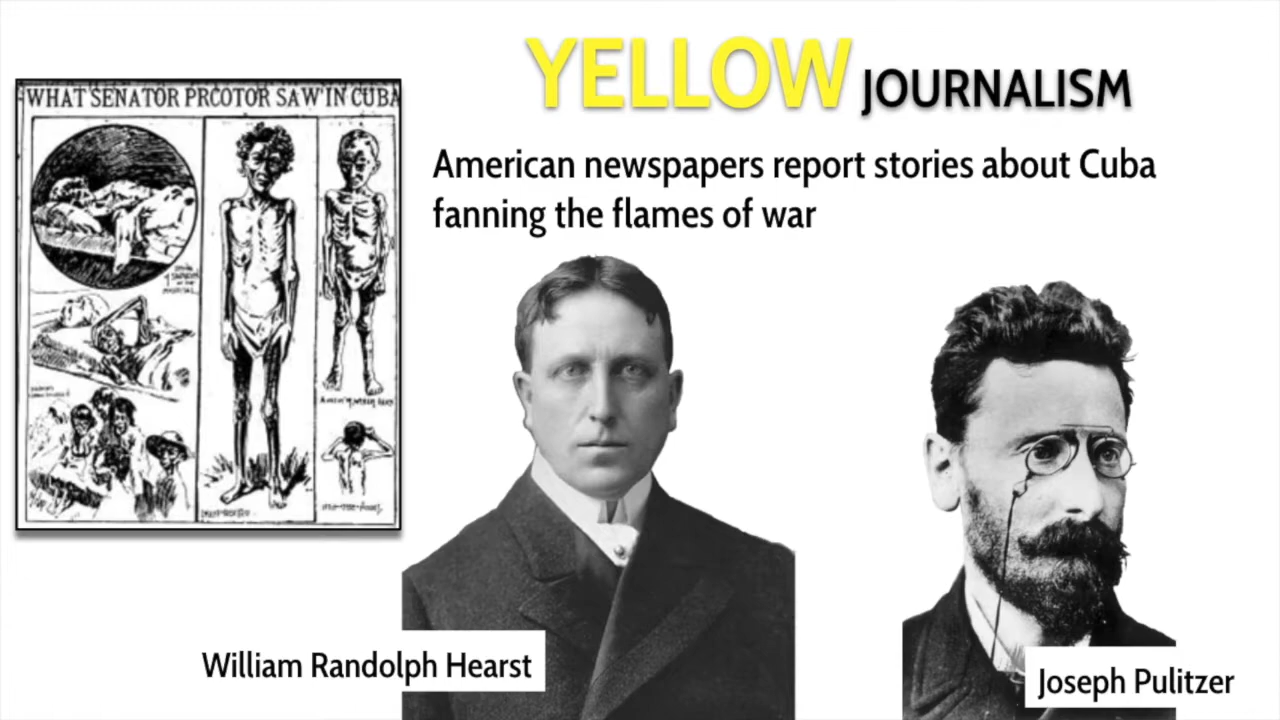 YELLOW JOURNALISM
WHAT SENATOR PRCOTOR SAW IN CUBA
American newspapers report stories about Cuba
fanning the flames of war
William Randolph Hearst
Joseph Pulitzer